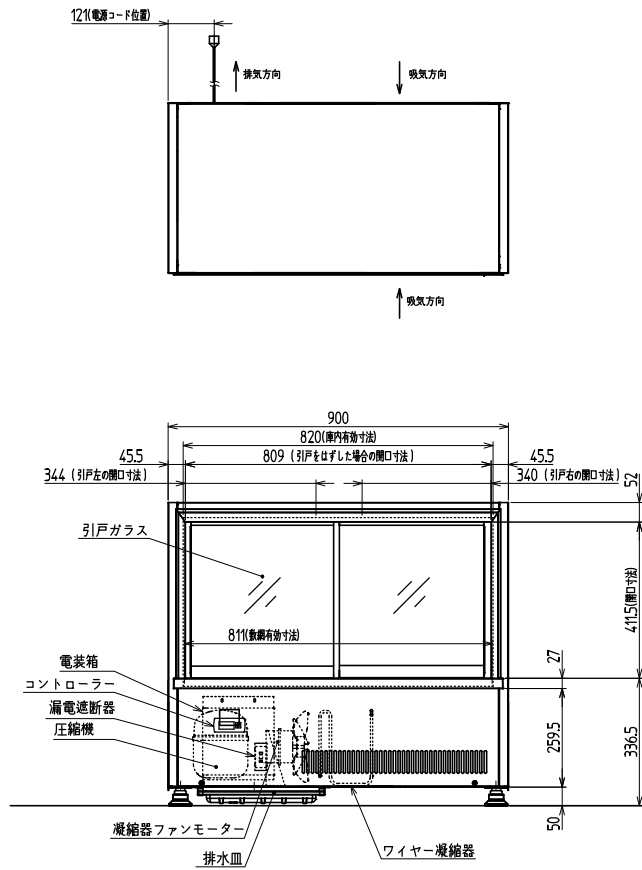 121(電源コード位置)
排気方向
吸気方向
吸気方向
900
820(庫内有効寸法)
45.5
809 (引戸をはずした場合の開口寸法)
45.5
344 (引戸左の開口寸法)
340 (引戸右の開口寸法)
52
引戸ガラス
411.5(開口寸法)
811(敷網有効寸法)
27
電装箱
コントローラー
漏電遮断器
圧縮機
259.5
336.5
50
凝縮器ファンモーター
排水皿
ワイヤー凝縮器